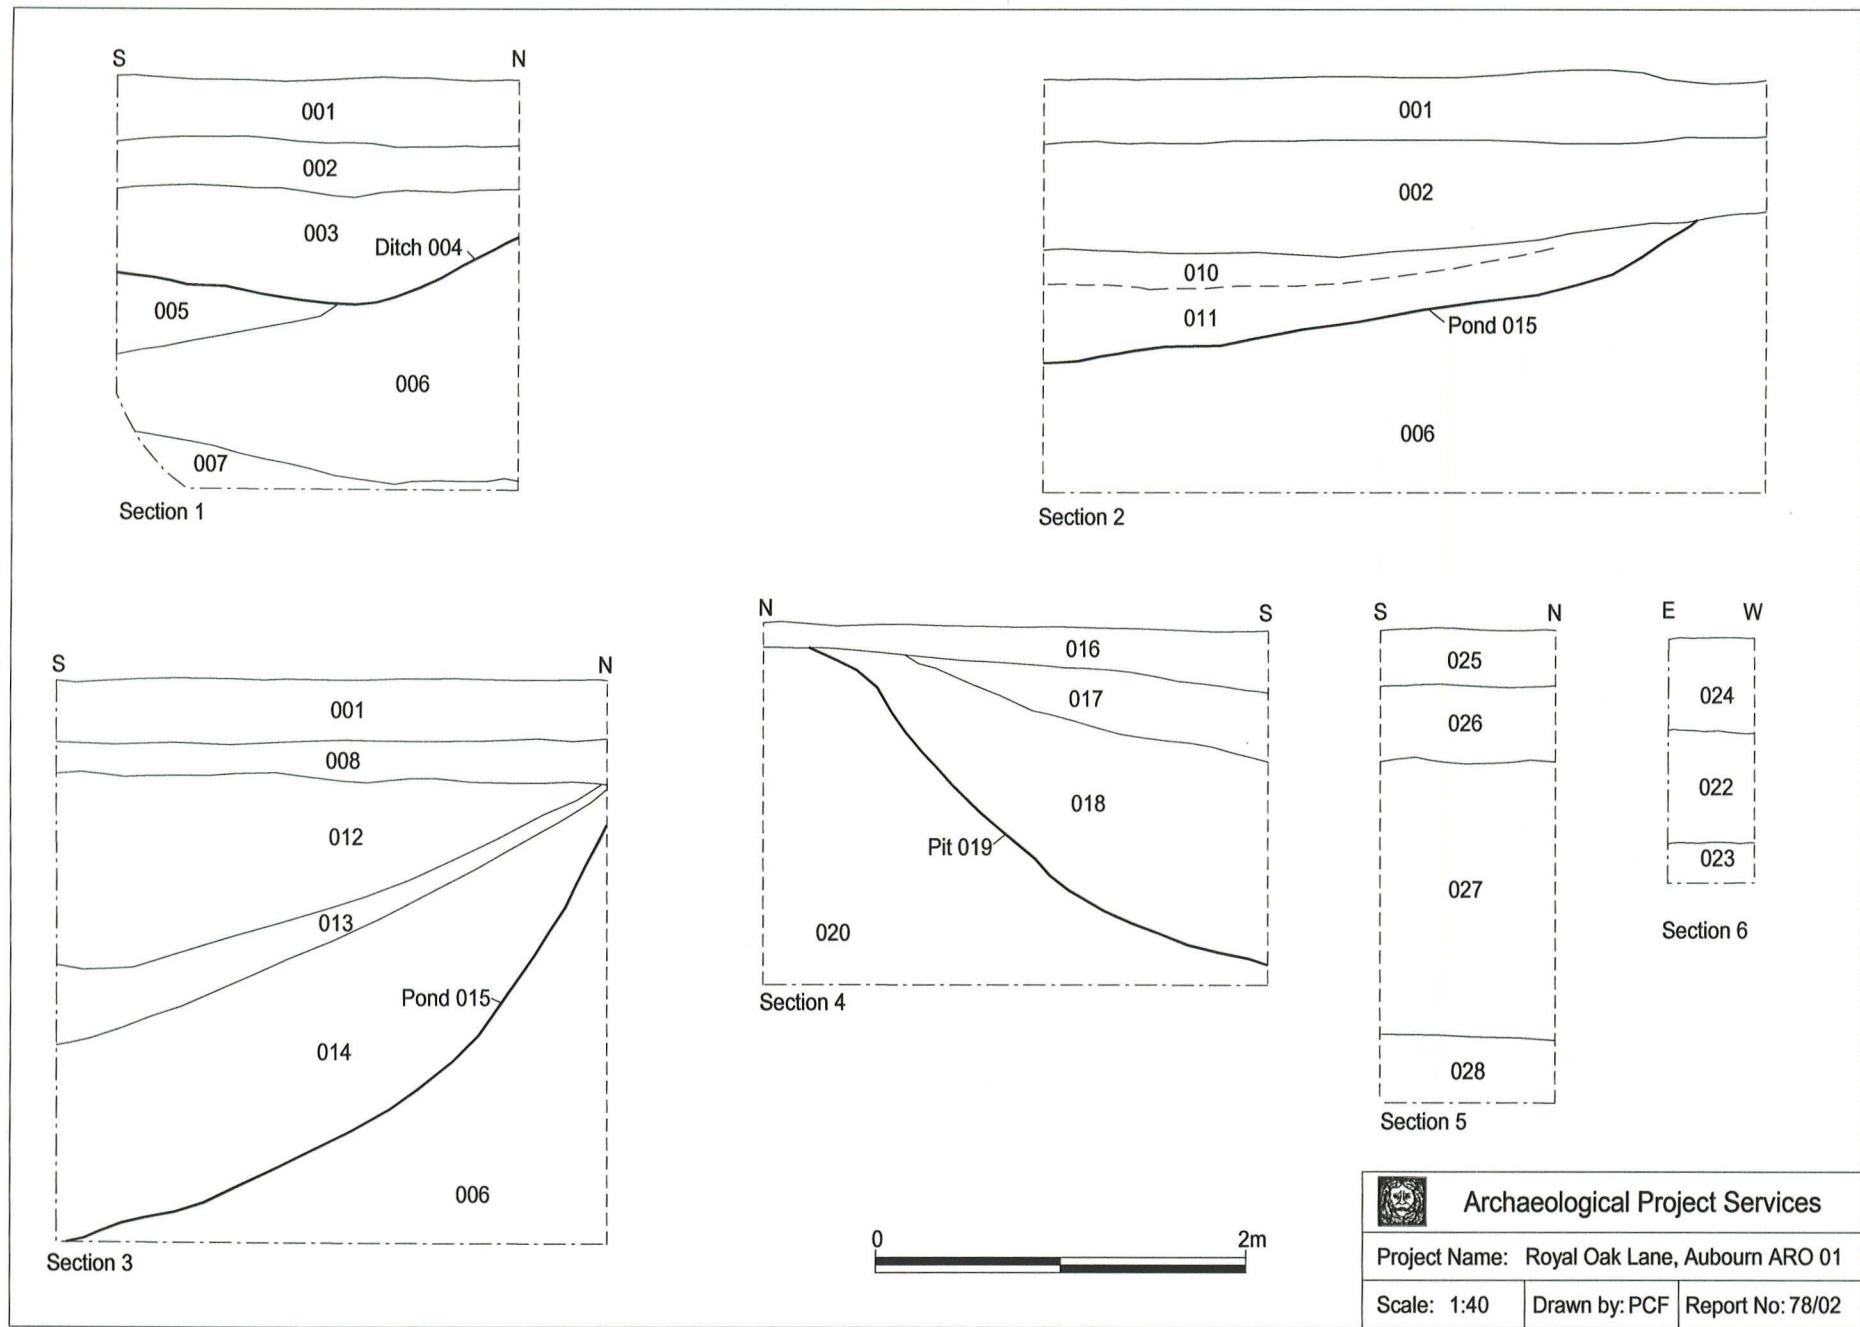 S N
001
002
003
Ditch 004
005
006
007
Section 1
001
002
010
011
Pond 015
006
Section 2
S N
001
008
012
013
Pond 015
014
006
Section 3
N S
016
017
018
Pit 019
020
Section 4
S N
025
026
027
028
Section 5
E W
024
022
023
Section 6
0 2m
Archaeological Project Services
Project Name: Royal Oak Lane, Aubourn ARO 01
Scale: 1:40 Drawn by: PCF Report No: 78/02